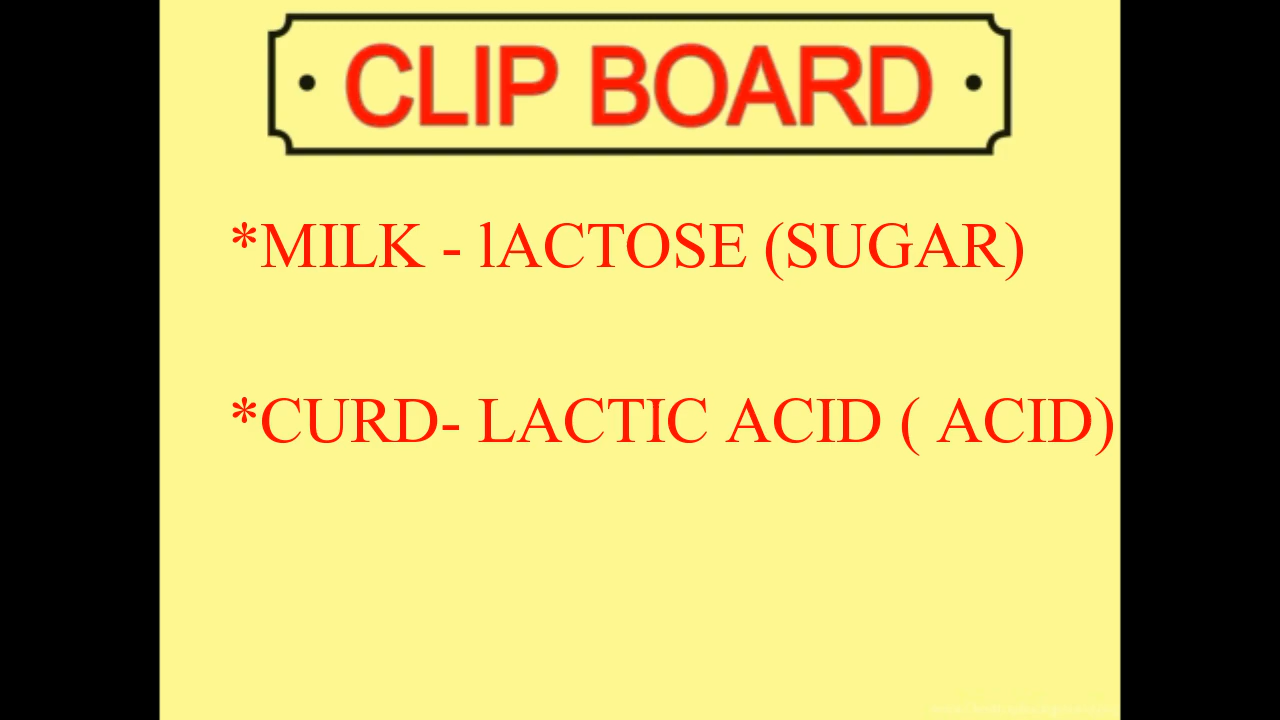 CLIP BOARD
*MILK - lACTOSE (SUGAR)
*CURD- LACTIC ACID ( ACID)